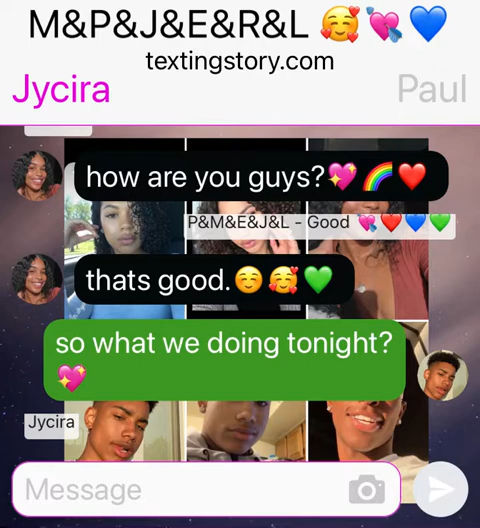 M&P&J&E&R&L 🥰 💘 💙
textingstory.com
Jycira Paul
how are you guys?💖🌈❤️
P&M&E&J&L - Good 💘❤️💙💚
thats good.☺️🥰💚
so what we doing tonight?
💖
Jycira
Message